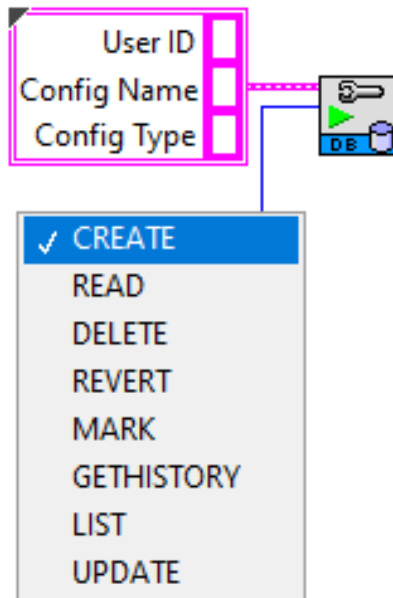 User ID
Config Name
Config Type
DB
CREATE
READ
DELETE
REVERT
MARK
GETHISTORY
LIST
UPDATE